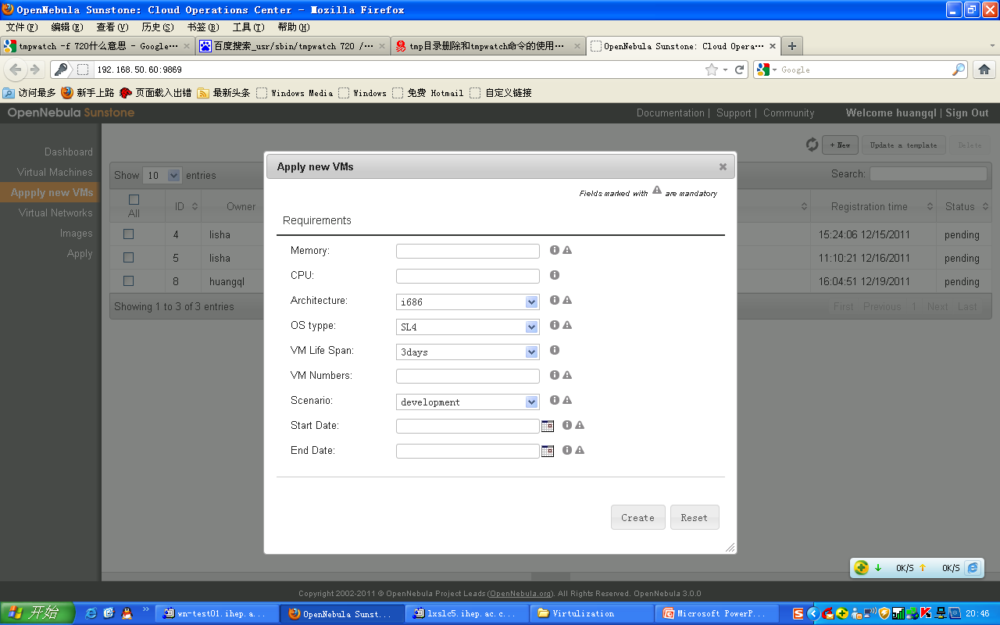 OpenNebula Sunstone: Cloud Operations Center - Mozilla Firefox
文件(F) 编辑(E) 查看(V) 历史(S) 书签(B) 工具(T) 帮助(H)
tmpwatch -f 720什么意思 - Google… 百度搜索_usr/sbin/tmpwatch 720 /… tmp目录删除和tmpwatch命令的使用… OpenNebula Sunstone: Cloud Opera…
192.168.50.60:9869 Google
访问最多 新手上路 页面载入出错 最新头条 Windows Media Windows 免费 Hotmail 自定义链接
OpenNebula Sunstone Documentation | Support | Community Welcome huangql | Sign Out
Dashboard
Virtual Machines
Appply new VMs
Virtual Networks
Images
Apply
+ New Update a template Delete
Show 10 entries Search:
All ID Owner Registration time Status
4 lisha 15:24:06 12/15/2011 pending
5 lisha 11:10:21 12/16/2011 pending
8 huangql 16:04:51 12/19/2011 pending
Showing 1 to 3 of 3 entries First Previous 1 Next Last
Apply new VMs
Fields marked with are mandatory
Requirements
Memory:
CPU:
Architecture: i686
OS typpe: SL4
VM Life Span: 3days
VM Numbers:
Scenario: development
Start Date:
End Date:
Create Reset
0K/S 0K/S
Copyright 2002-2011 © OpenNebula Project Leads (OpenNebula.org). All Rights Reserved. OpenNebula 3.0.0
开始 wn-test01.ihep.a... OpenNebula Sunst... lxslc5.ihep.ac.c... Virtulization Microsoft PowerP... 20:46